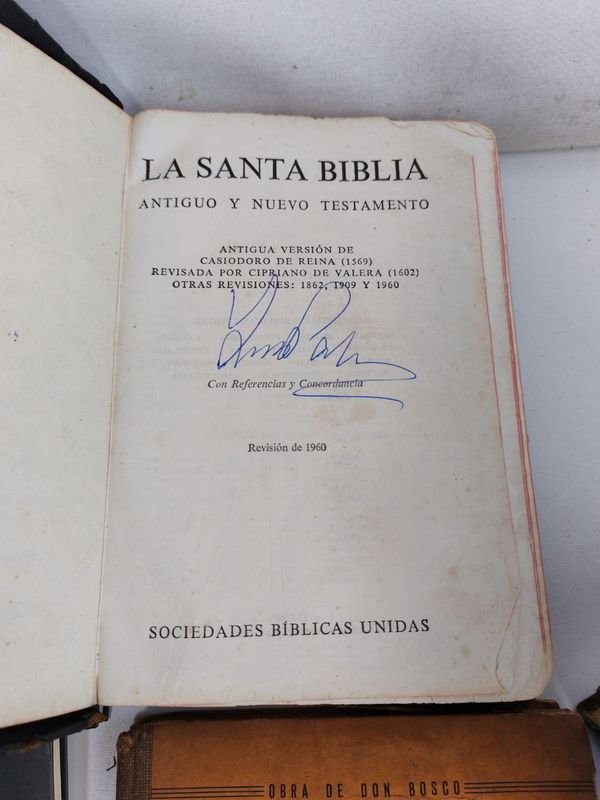 LA SANTA BIBLIA
ANTIGUO Y NUEVO TESTAMENTO
ANTIGUA VERSIÓN DE
CASIODORO DE REINA (1569)
REVISADA POR CIPRIANO DE VALERA (1602)
OTRAS REVISIONES: 1862, 1909 Y 1960
Con Referencias y Concordancia
Revisión de 1960
SOCIEDADES BÍBLICAS UNIDAS
OBRA DE DON BOSCO